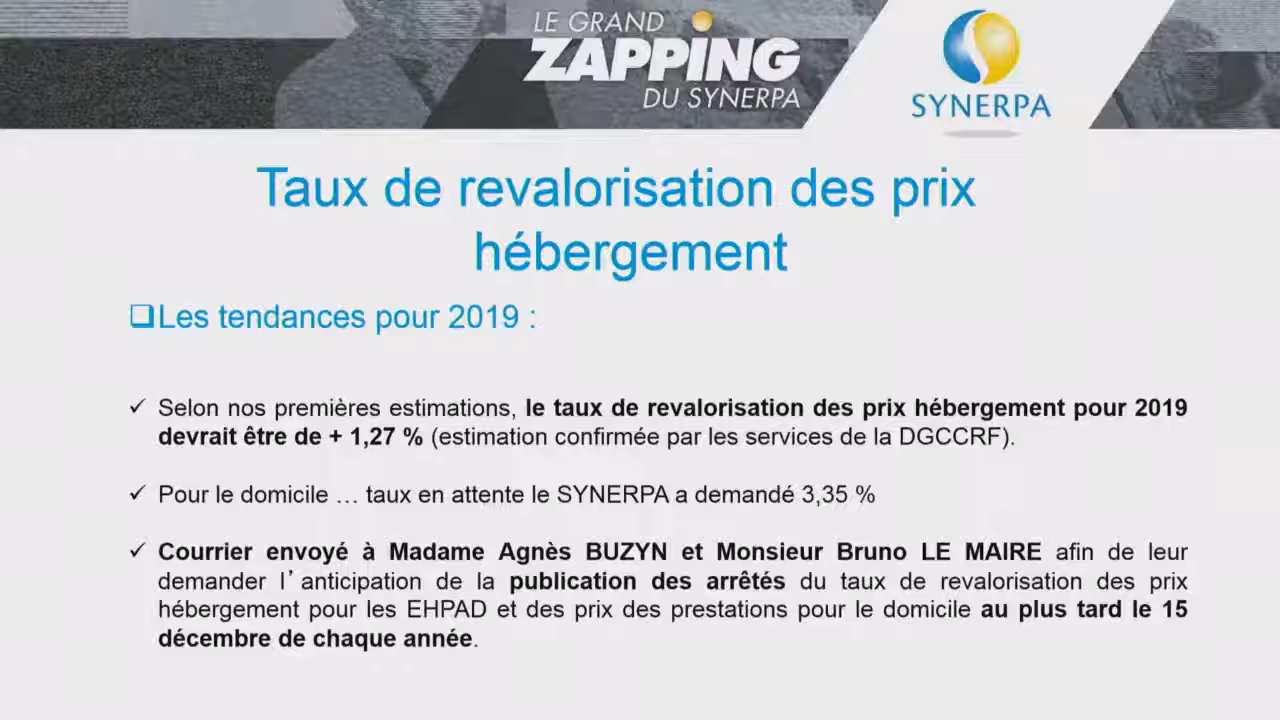 LE GRAND
ZAPPING
DU SYNERPA
SYNERPA
Taux de revalorisation des prix
hébergement
❑Les tendances pour 2019 :
✓ Selon nos premières estimations, le taux de revalorisation des prix hébergement pour 2019
devrait être de + 1,27 % (estimation confirmée par les services de la DGCCRF).
✓ Pour le domicile … taux en attente le SYNERPA a demandé 3,35 %
✓ Courrier envoyé à Madame Agnès BUZYN et Monsieur Bruno LE MAIRE afin de leur
demander l’anticipation de la publication des arrêtés du taux de revalorisation des prix
hébergement pour les EHPAD et des prix des prestations pour le domicile au plus tard le 15
décembre de chaque année.